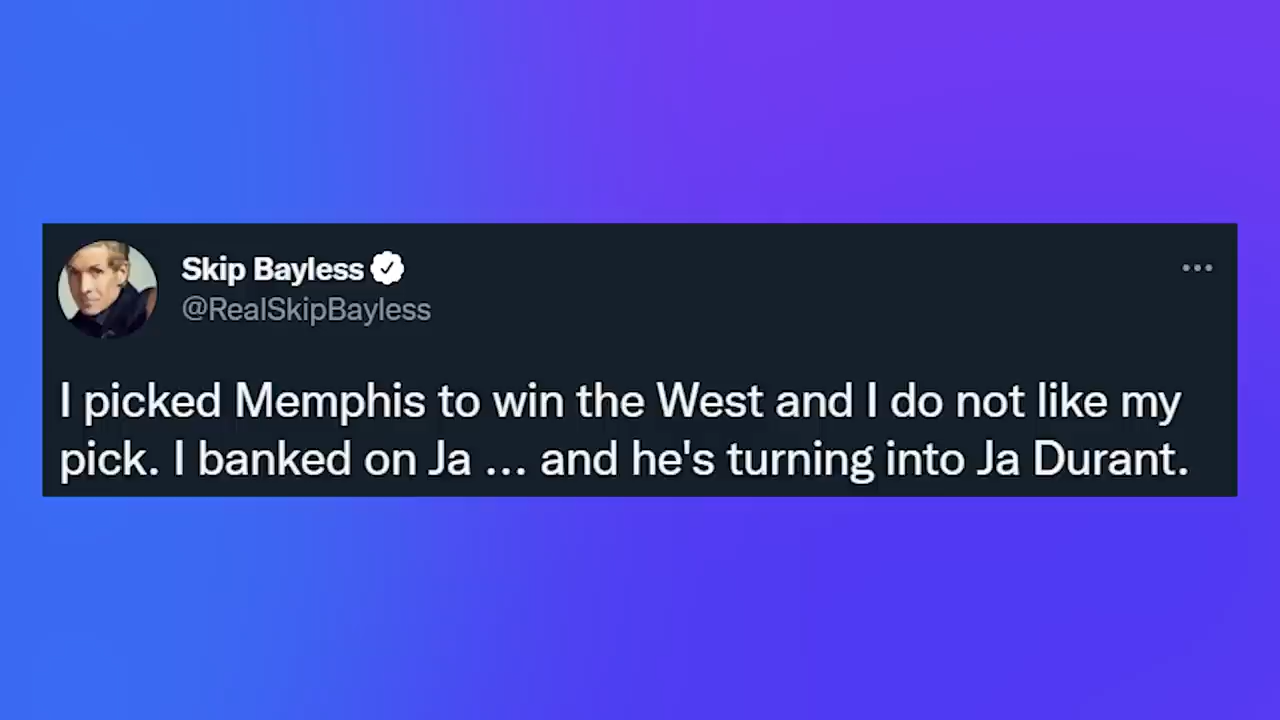 Skip Bayless
@RealSkipBayless
I picked Memphis to win the West and I do not like my
pick. I banked on Ja ... and he's turning into Ja Durant.